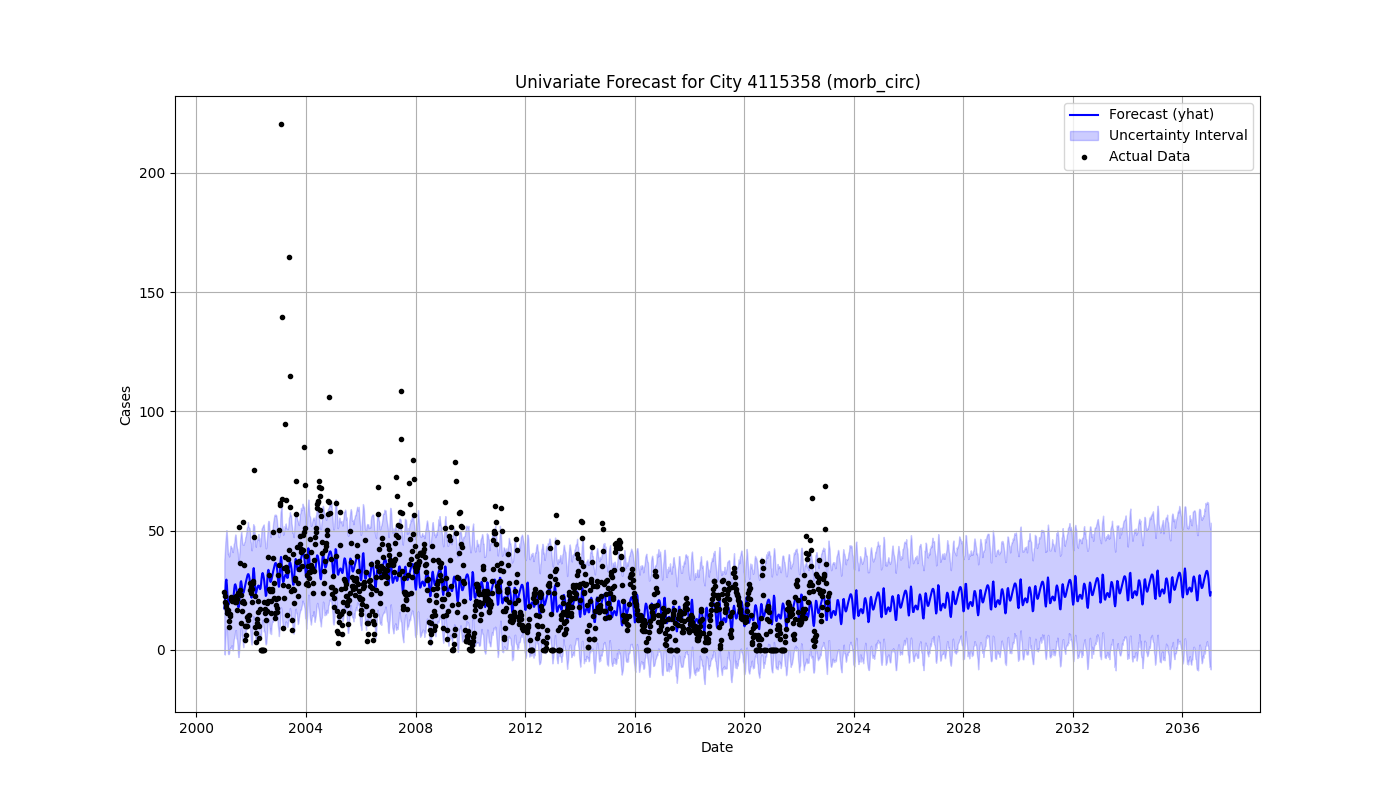 Univariate Forecast for City 4115358 (morb_circ)
Forecast (yhat)
Uncertainty Interval
Actual Data
Cases
200
150
100
50
0
2000 2004 2008 2012 2016 2020 2024 2028 2032 2036
Date